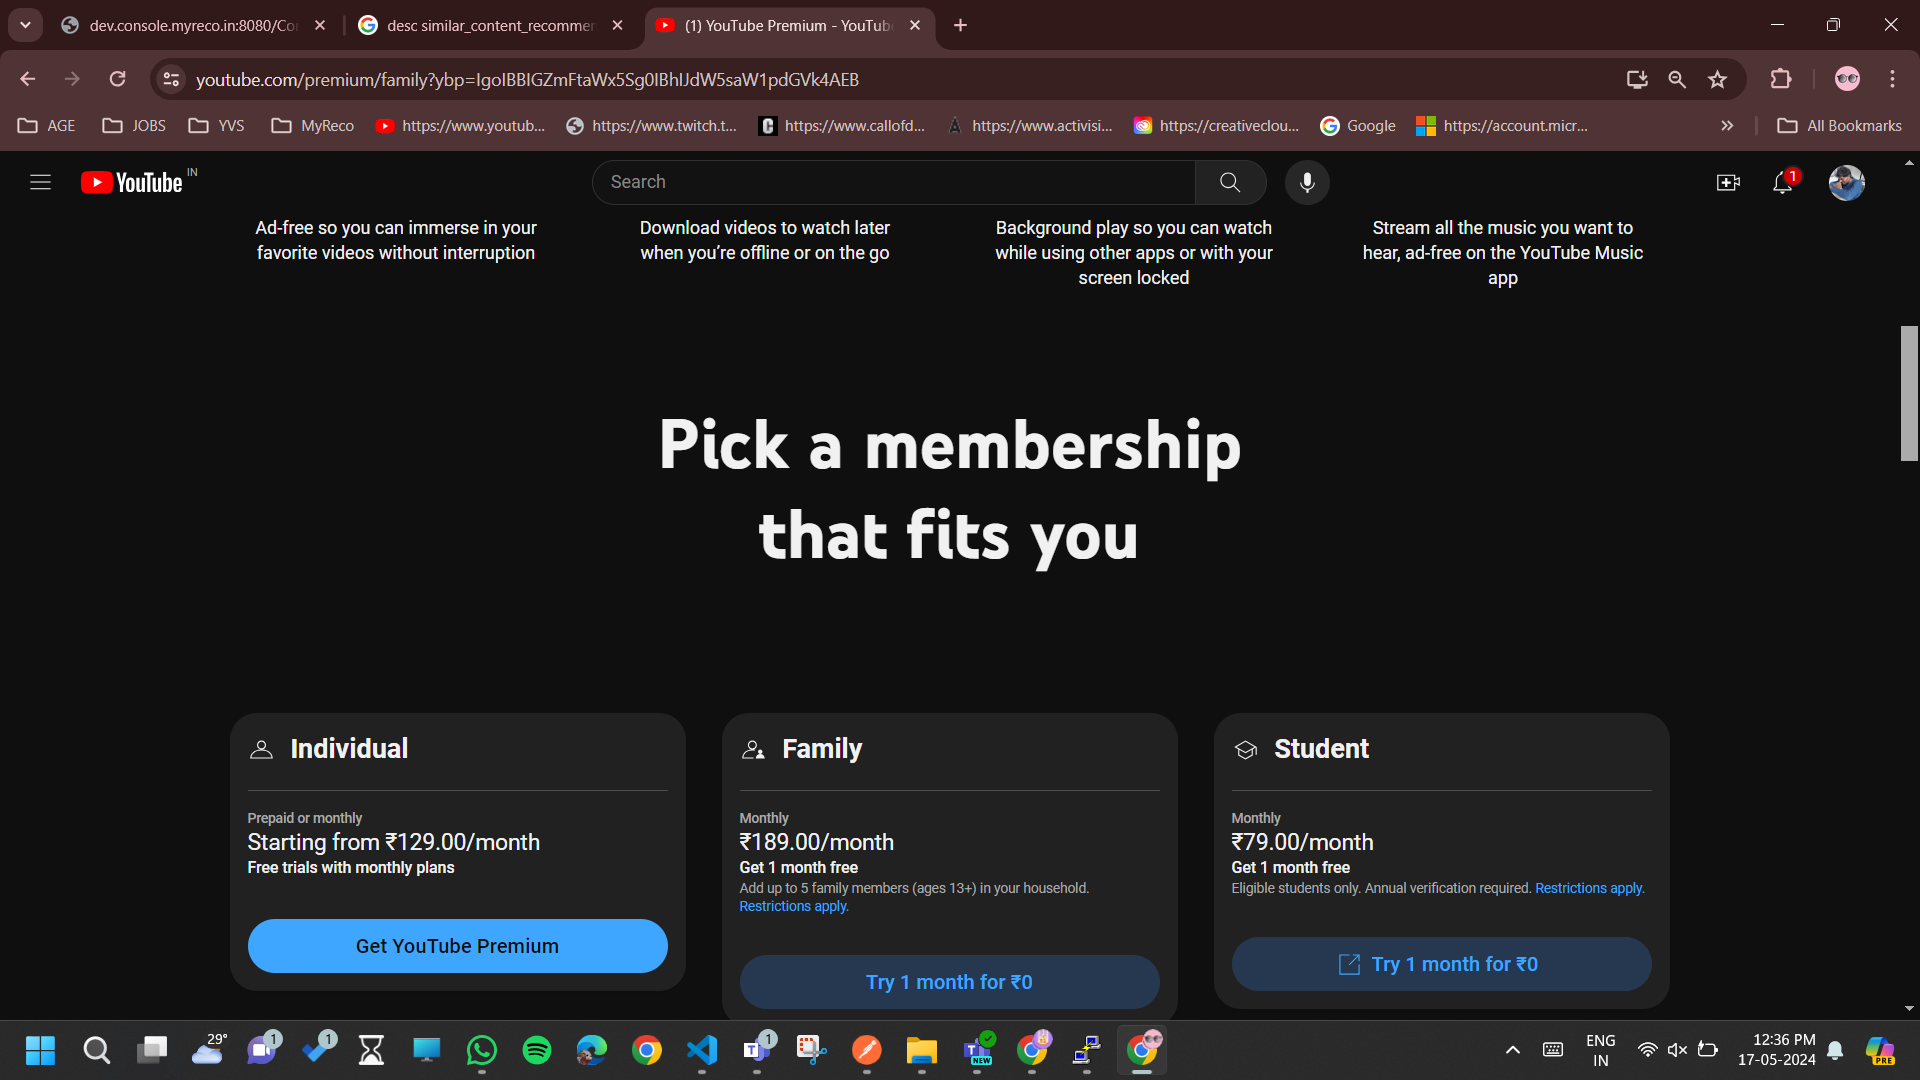 dev.console.myreco.in:8080/Co
desc similar_content_recommer
(1) YouTube Premium - YouTub
youtube.com/premium/family?ybp=IgoIBBIGZmFtaWx5Sg0IBhIJdW5saW1pdGVk4AEB
AGE JOBS YVS MyReco https://www.youtub... https://www.twitch.t... https://www.callofd... https://www.activisi... https://creativeclou... Google https://account.micr... » All Bookmarks
YouTube IN
Search
1
Ad-free so you can immerse in your
favorite videos without interruption
Download videos to watch later
when you’re offline or on the go
Background play so you can watch
while using other apps or with your
screen locked
Stream all the music you want to
hear, ad-free on the YouTube Music
app
Pick a membership
that fits you
Individual
Prepaid or monthly
Starting from ₹129.00/month
Free trials with monthly plans
Get YouTube Premium
Family
Monthly
₹189.00/month
Get 1 month free
Add up to 5 family members (ages 13+) in your household.
Restrictions apply.
Try 1 month for ₹0
Student
Monthly
₹79.00/month
Get 1 month free
Eligible students only. Annual verification required. Restrictions apply.
Try 1 month for ₹0
29°
1
1
1
NEW
ENG
IN
12:36 PM
17-05-2024
PRE